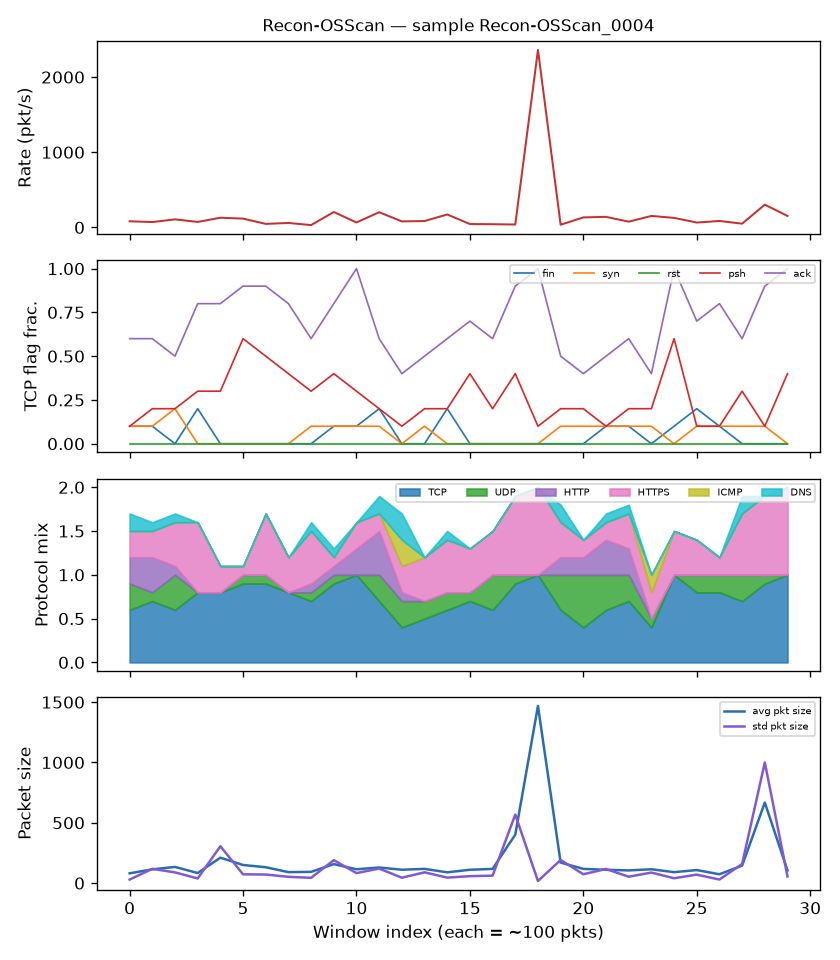 Recon-OSScan — sample Recon-OSScan_0004
2000
1000
0
Rate (pkt/s)
fin syn rst psh ack
1.00
0.75
0.50
0.25
0.00
TCP flag frac.
TCP UDP HTTP HTTPS ICMP DNS
2.0
1.5
1.0
0.5
0.0
Protocol mix
avg pkt size
std pkt size
1500
1000
500
0
Packet size
0 5 10 15 20 25 30
Window index (each = ~100 pkts)